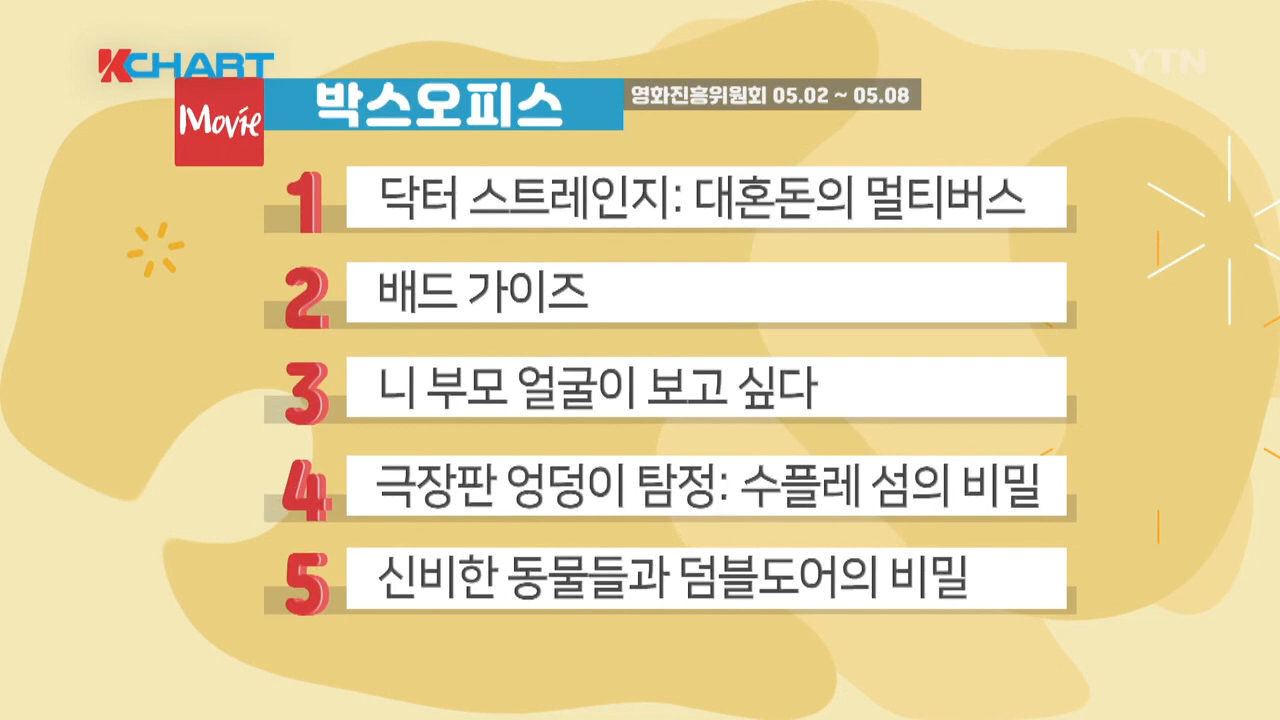 KCHART
YTN
Movie
박스오피스
영화진흥위원회 05.02 ~ 05.08
1 닥터 스트레인지: 대혼돈의 멀티버스
2 배드 가이즈
3 니 부모 얼굴이 보고 싶다
4 극장판 엉덩이 탐정: 수플레 섬의 비밀
5 신비한 동물들과 덤블도어의 비밀